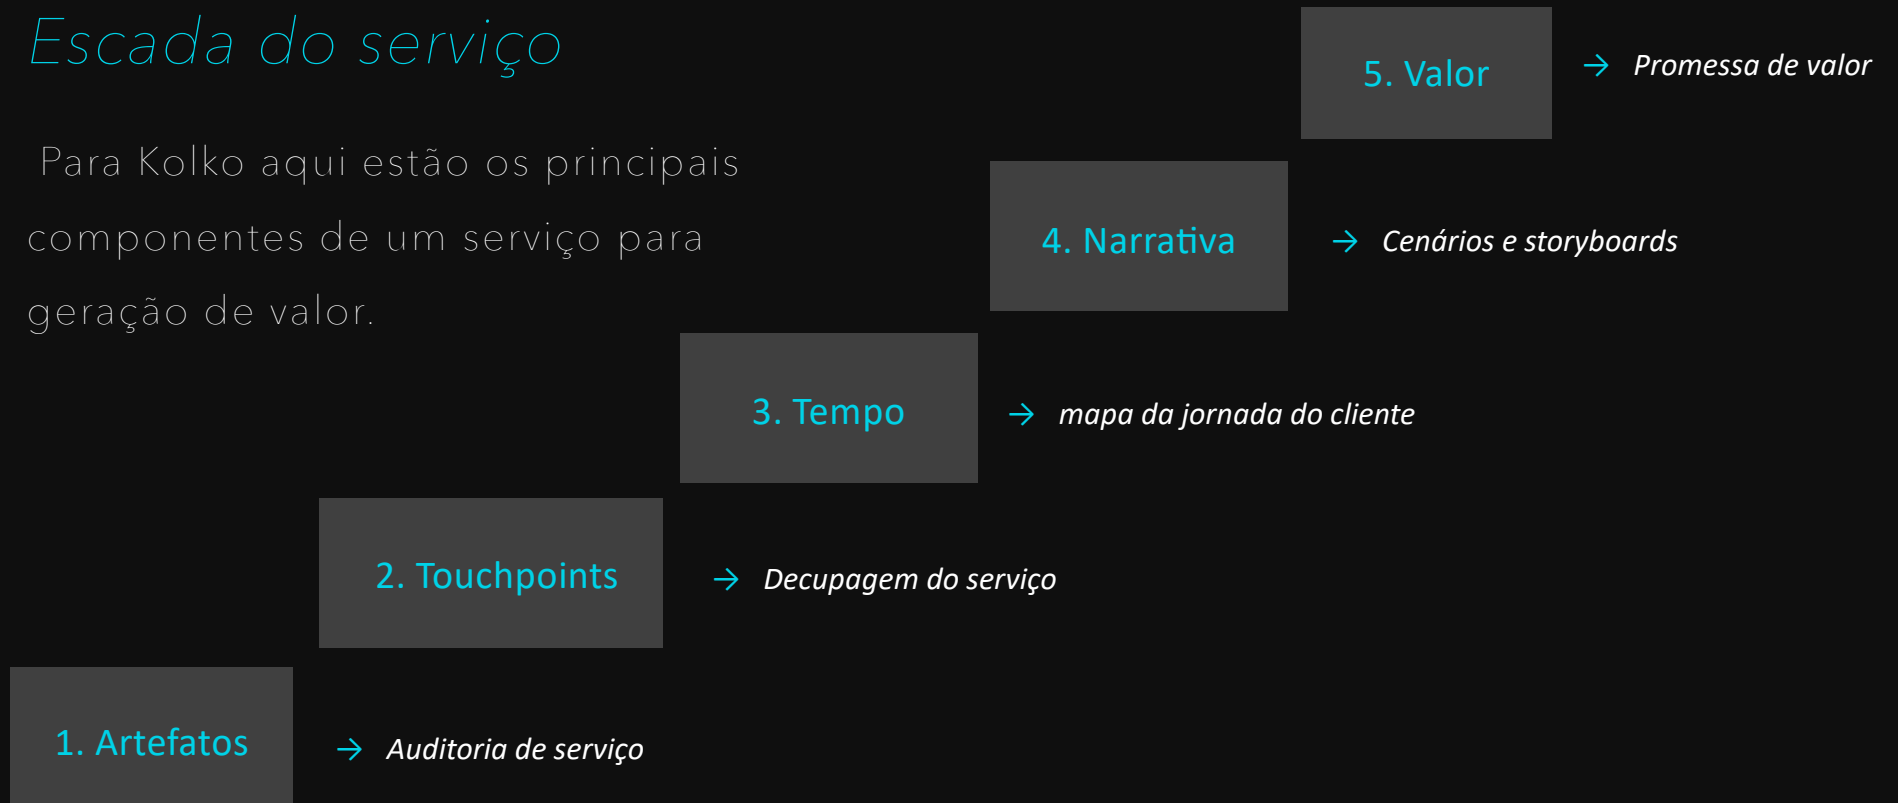 Escada do serviço
Para Kolko aqui estão os principais
componentes de um serviço para
geração de valor.
5. Valor → Promessa de valor
4. Narrativa → Cenários e storyboards
3. Tempo → mapa da jornada do cliente
2. Touchpoints → Decupagem do serviço
1. Artefatos → Auditoria de serviço